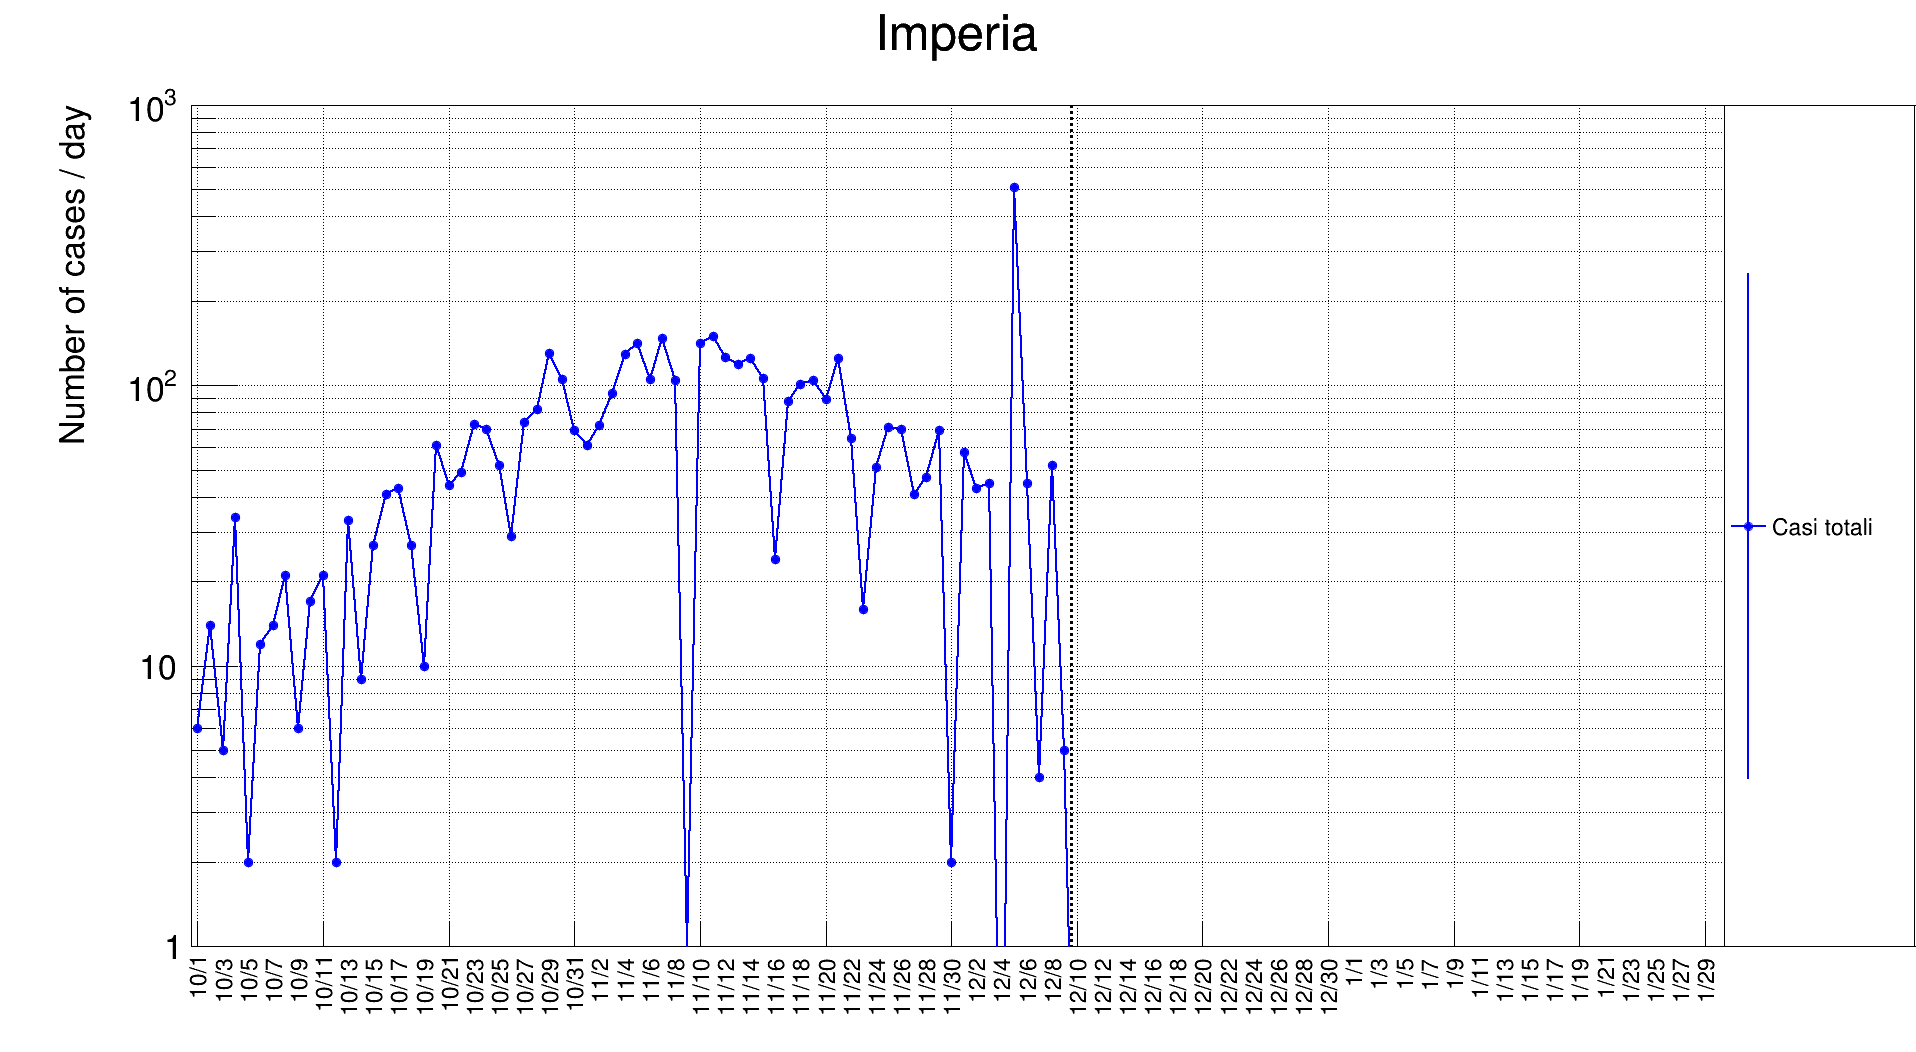 Imperia
Number of cases / day
10³
10²
10
1
10/1 10/3 10/5 10/7 10/9 10/11 10/13 10/15 10/17 10/19 10/21 10/23 10/25 10/27 10/29 10/31 11/2 11/4 11/6 11/8 11/10 11/12 11/14 11/16 11/18 11/20 11/22 11/24 11/26 11/28 11/30 12/2 12/4 12/6 12/8 12/10 12/12 12/14 12/16 12/18 12/20 12/22 12/24 12/26 12/28 12/30 1/1 1/3 1/5 1/7 1/9 1/11 1/13 1/15 1/17 1/19 1/21 1/23 1/25 1/27 1/29
Casi totali